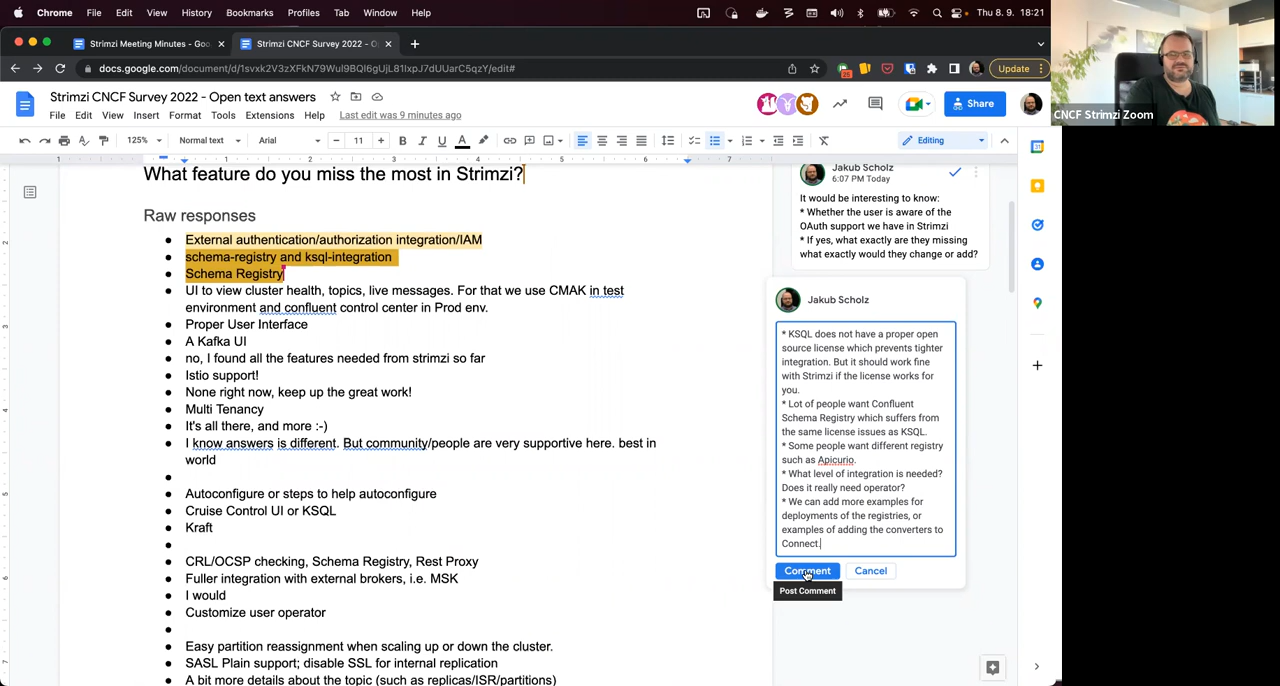 Chrome File Edit View History Bookmarks Profiles Tab Window Help Thu 8. 9. 18:21
Strimzi Meeting Minutes - Goo
Strimzi CNCF Survey 2022 - O
docs.google.com/document/d/1svxk2V3zXFkN79Wul9BQI6gUjL81IxpJ7dUUarC5qzY/edit#
26
Update
Strimzi CNCF Survey 2022 - Open text answers
Share
File Edit View Insert Format Tools Extensions Help Last edit was 9 minutes ago
125% Normal text Arial 11 Editing
CNCF Strimzi Zoom
What feature do you miss the most in Strimzi?
Raw responses
External authentication/authorization integration/IAM
schema-registry and ksql-integration
Schema Registry
UI to view cluster health, topics, live messages. For that we use CMAK in test
environment and confluent control center in Prod env.
Proper User Interface
A Kafka UI
no, I found all the features needed from strimzi so far
Istio support!
None right now, keep up the great work!
Multi Tenancy
It's all there, and more :-)
I know answers is different. But community/people are very supportive here. best in
world
Autoconfigure or steps to help autoconfigure
Cruise Control UI or KSQL
Kraft
CRL/OCSP checking, Schema Registry, Rest Proxy
Fuller integration with external brokers, i.e. MSK
I would
Customize user operator
Easy partition reassignment when scaling up or down the cluster.
SASL Plain support; disable SSL for internal replication
A bit more details about the topic (such as replicas/ISR/partitions)
Jakub Scholz
6:07 PM Today
It would be interesting to know:
* Whether the user is aware of the
OAuth support we have in Strimzi
* If yes, what exactly are they missing
what exactly would they change or add?
Jakub Scholz
* KSQL does not have a proper open
source license which prevents tighter
integration. But it should work fine
with Strimzi if the license works for
you.
* Lot of people want Confluent
Schema Registry which suffers from
the same license issues as KSQL.
* Some people want different registry
such as Apicurio.
* What level of integration is needed?
Does it really need operator?
* We can add more examples for
deployments of the registries, or
examples of adding the converters to
Connect.
Comment Cancel
Post Comment